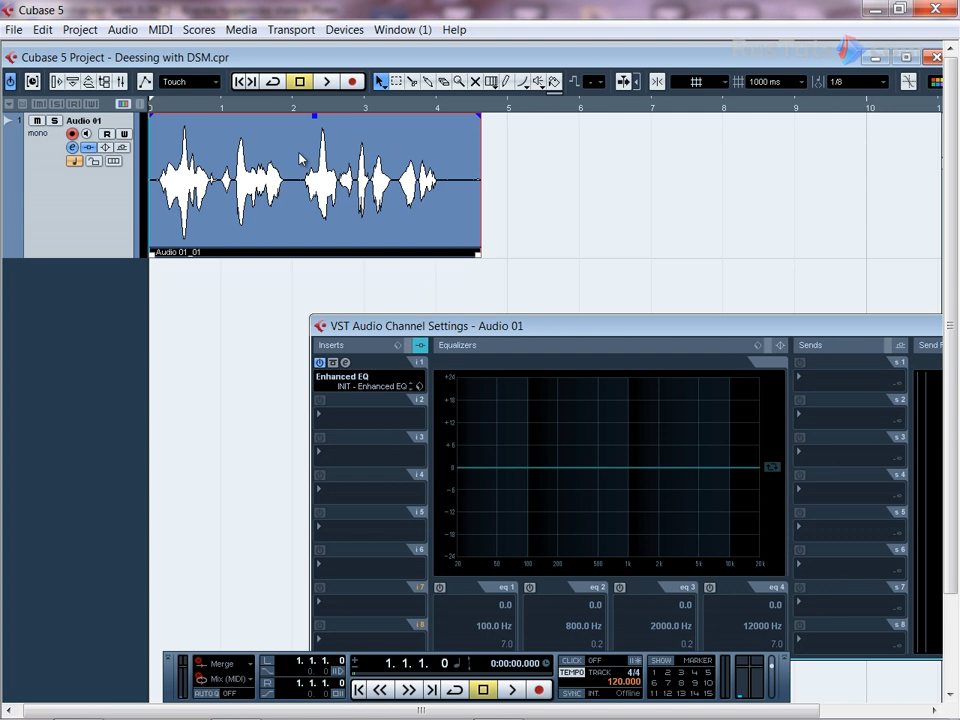 Cubase 5
File Edit Project Audio MIDI Scores Media Transport Devices Window (1) Help
Cubase 5 Project - Deessing with DSM.cpr
Touch 1000 ms 1/8
2 3 4 5 6 7 8 9 10
1 M S Audio 01
mono R W
e
Audio 01_01
VST Audio Channel Settings - Audio 01
Inserts Equalizers Sends
i 1 s 1
Enhanced EQ
INIT - Enhanced EQ
i 2 s 2
i 3 s 3
i 4 s 4
i 5 s 5
i 6 s 6
i 7 s 7
i 8 s 8
+24
+18
+12
+6
0
-6
-12
-18
-24
20 50 100 200 500 1k 2k 5k 10k 20k
eq 1 eq 2 eq 3 eq 4
0.0 0.0 0.0 0.0
100.0 Hz 800.0 Hz 2000.0 Hz 12000 Hz
7.0 0.2 0.2 7.0
Merge L 1. 1. 1. 0 1. 1. 1. 0 0:00:00.000 CLICK OFF SHOW MARKER
0. 0 TEMPO TRACK 4/4 1 2 3 4 5
Mix (MIDI) R 1. 1. 1. 0 120.000 6 7 8 9 10
AUTO Q OFF 0. 0 SYNC INT. Offline 11 12 13 14 15